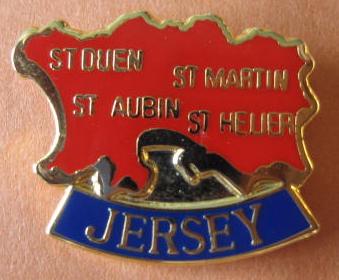 ST OUEN
ST MARTIN
ST AUBIN
ST HELIER
JERSEY